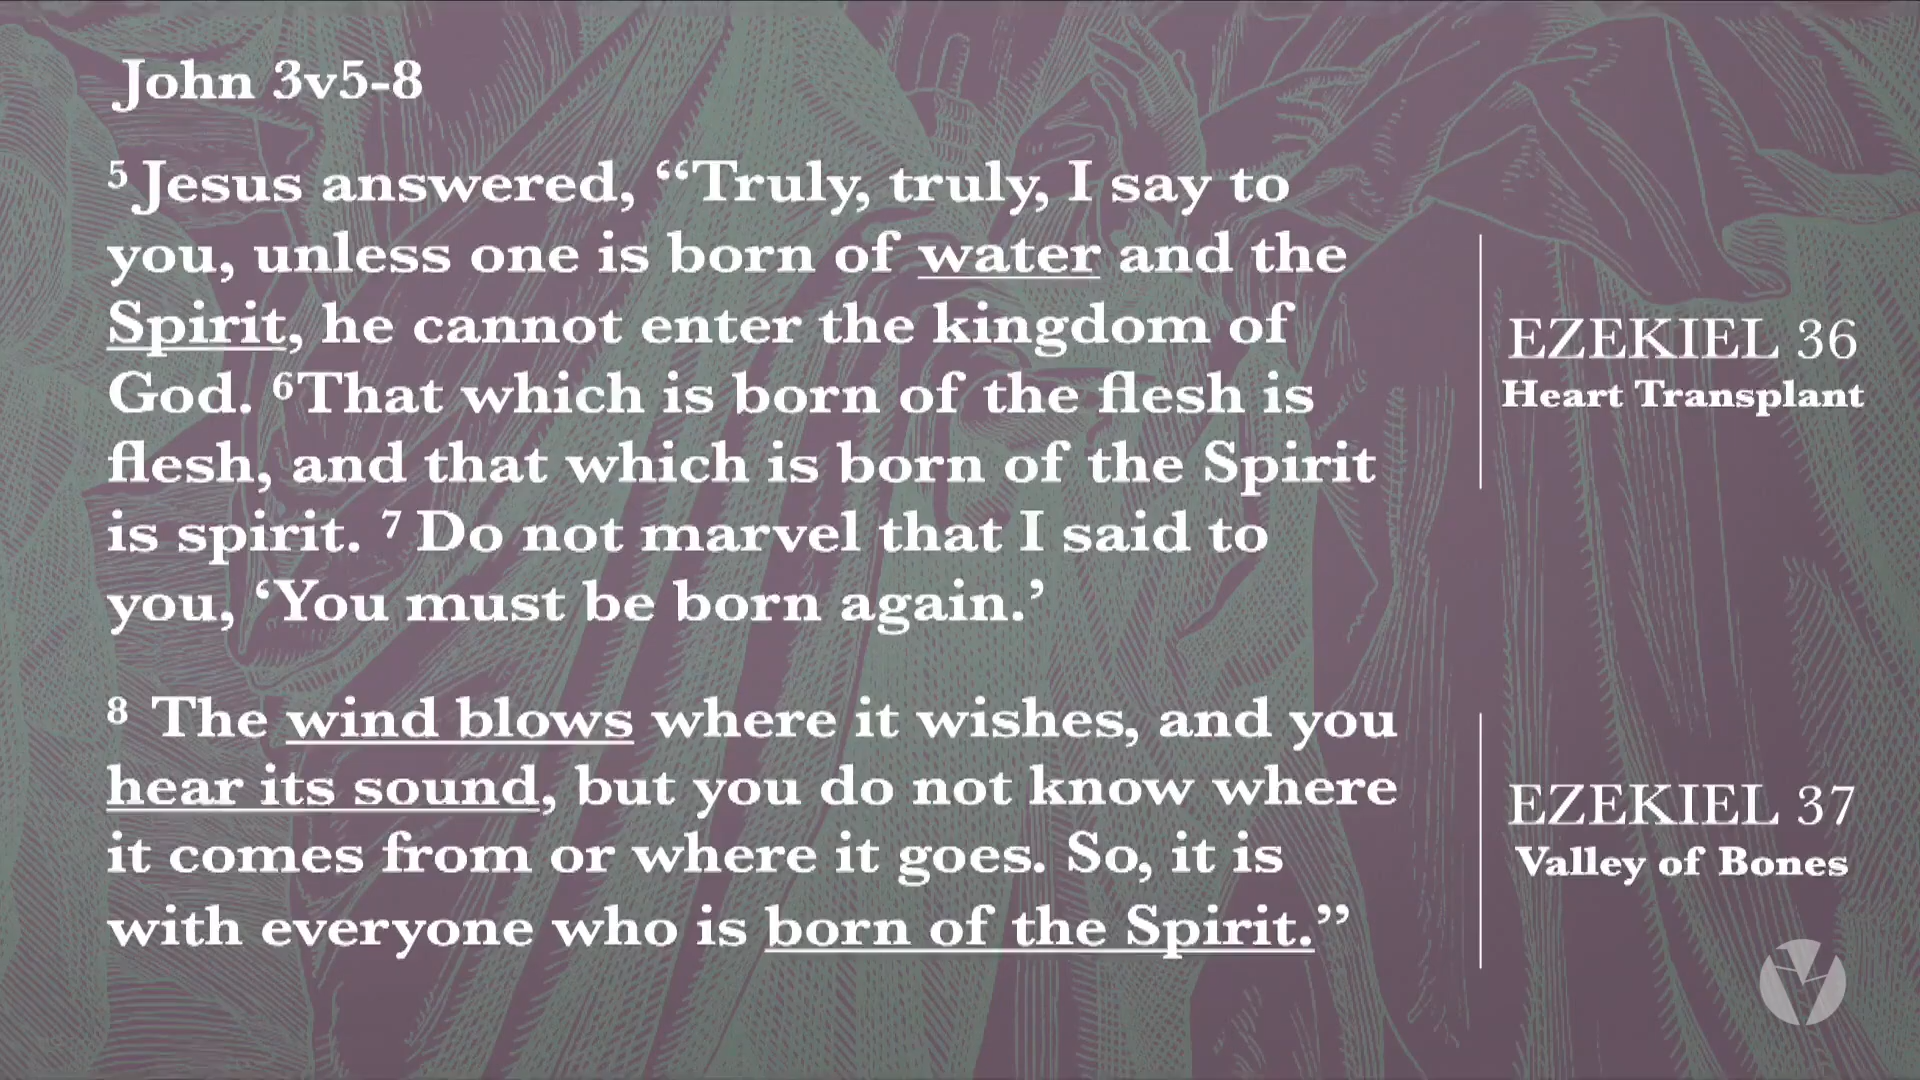 John 3v5-8
5 Jesus answered, “Truly, truly, I say to
you, unless one is born of water and the
Spirit, he cannot enter the kingdom of
God. 6That which is born of the flesh is
flesh, and that which is born of the Spirit
is spirit. 7 Do not marvel that I said to
you, ‘You must be born again.’
EZEKIEL 36
Heart Transplant
8 The wind blows where it wishes, and you
hear its sound, but you do not know where
it comes from or where it goes. So, it is
with everyone who is born of the Spirit.”
EZEKIEL 37
Valley of Bones